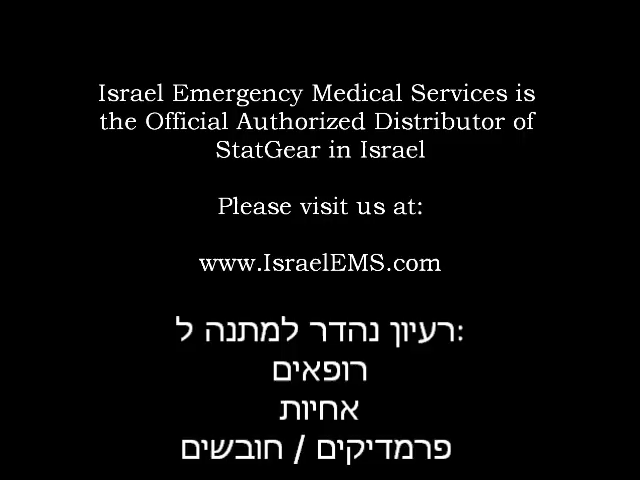 Israel Emergency Medical Services is
the Official Authorized Distributor of
StatGear in Israel
Please visit us at:
www.IsraelEMS.com
רעיון נהדר למתנה ל:
רופאים
אחיות
פרמדיקים / חובשים